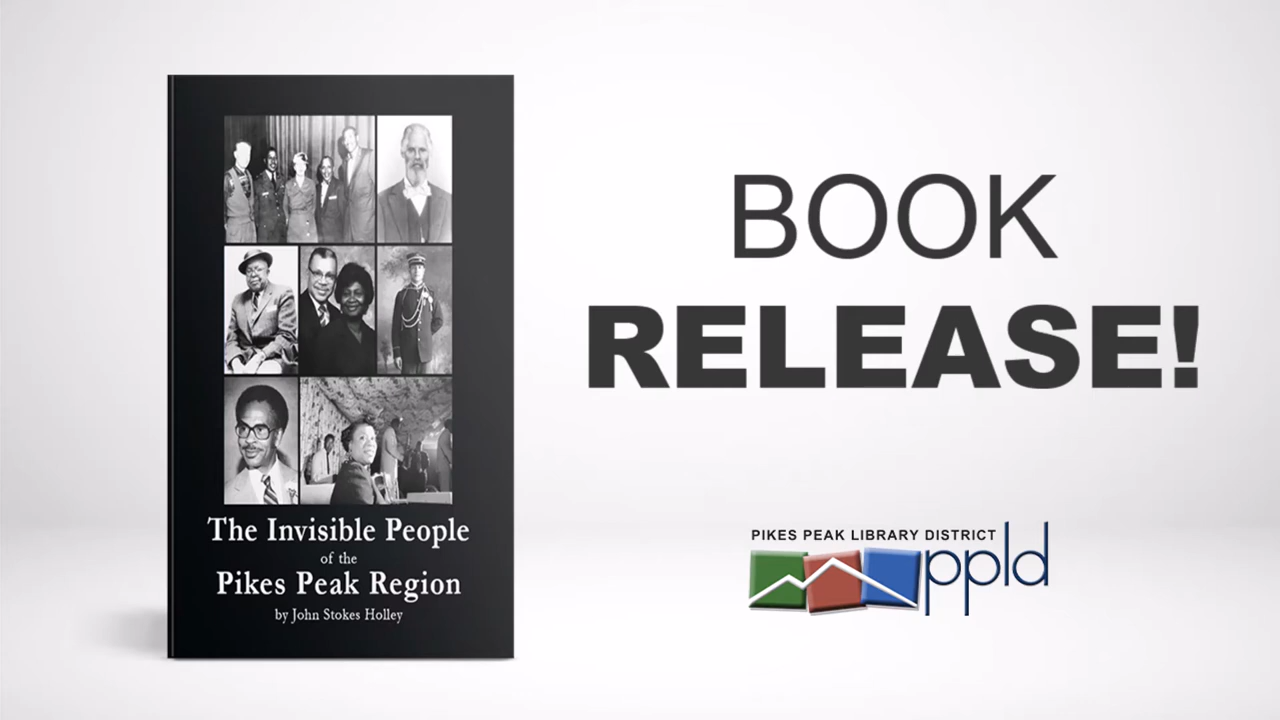 The Invisible People
of the
Pikes Peak Region
by John Stokes Holley
BOOK
RELEASE!
PIKES PEAK LIBRARY DISTRICT
ppld